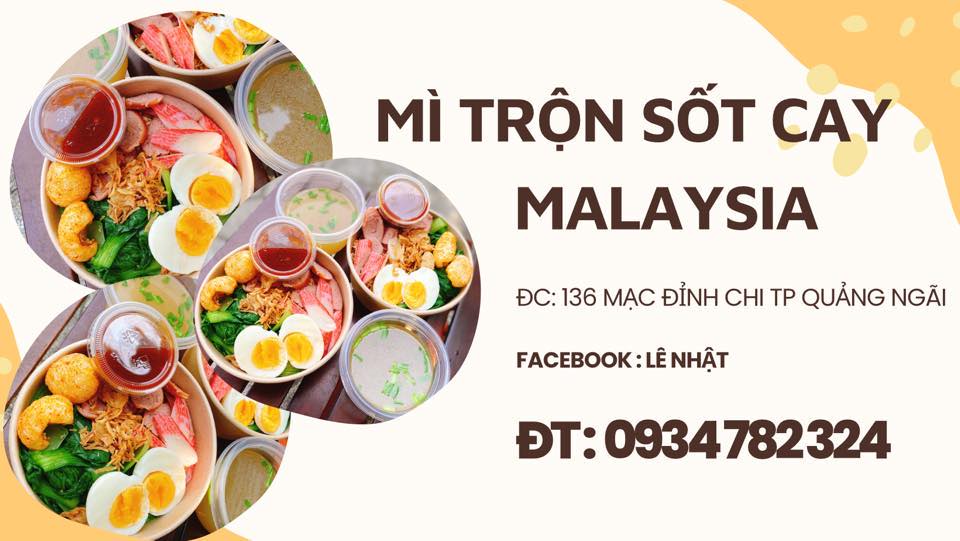 MÌ TRỘN SỐT CAY
MALAYSIA
ĐC: 136 MẠC ĐỈNH CHI TP QUẢNG NGÃI
FACEBOOK : LÊ NHẬT
ĐT: 0934782324